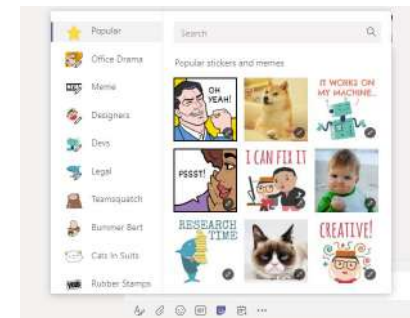 Popular
Office Drama
Meme
Designers
Devs
Legal
Teamsquatch
Bummer Bert
Cats In Suits
Rubber Stamps
Search
Popular stickers and memes
OH
YEAH!
IT WORKS ON
MY MACHINE...
PSSST!
I CAN FIX IT
RESEARCH
TIME
CREATIVE!